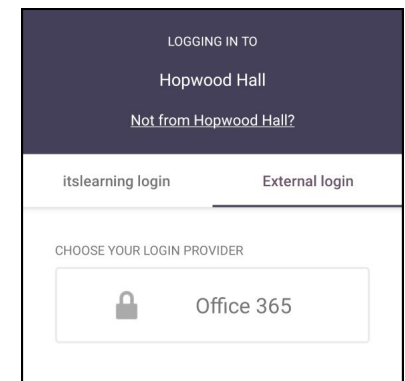 LOGGING IN TO
Hopwood Hall
Not from Hopwood Hall?
itslearning login External login
CHOOSE YOUR LOGIN PROVIDER
Office 365